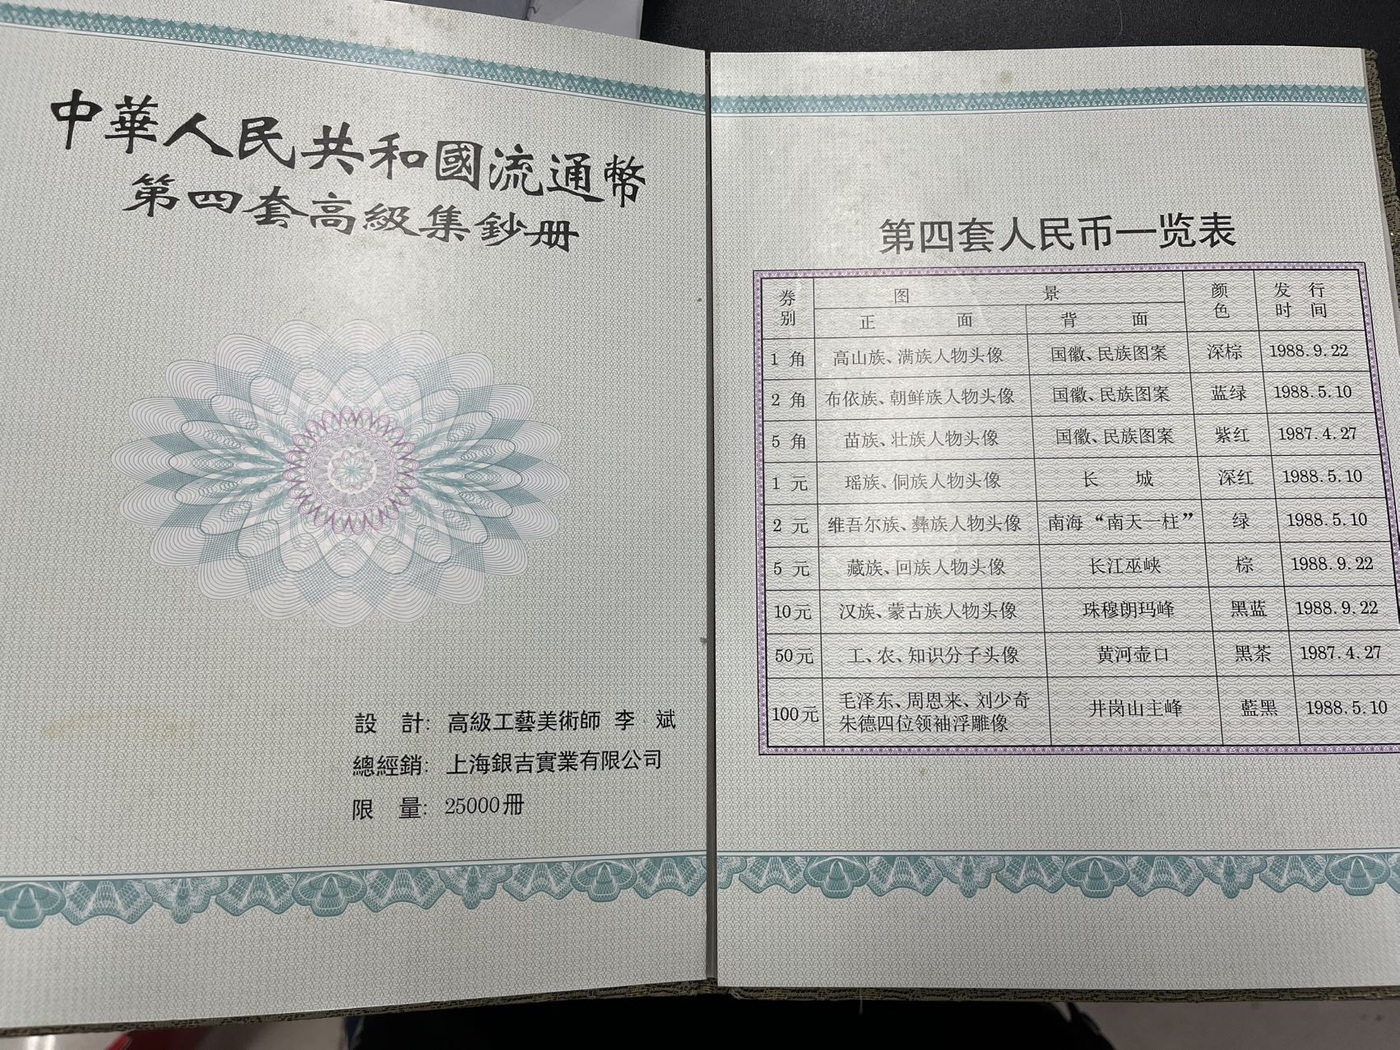 中華人民共和國流通幣
第四套高級集鈔册
設 計: 高級工藝美術師 李 斌
總經銷: 上海銀吉實業有限公司
限 量: 25000冊
第四套人民币一览表
券别 图 景 颜色 发行时间
正 面 背 面
1 角 高山族、满族人物头像 国徽、民族图案 深棕 1988.9.22
2 角 布依族、朝鲜族人物头像 国徽、民族图案 蓝绿 1988.5.10
5 角 苗族、壮族人物头像 国徽、民族图案 紫红 1987.4.27
1 元 瑶族、侗族人物头像 长 城 深红 1988.5.10
2 元 维吾尔族、彝族人物头像 南海“南天一柱” 绿 1988.5.10
5 元 藏族、回族人物头像 长江巫峡 棕 1988.9.22
10元 汉族、蒙古族人物头像 珠穆朗玛峰 黑蓝 1988.9.22
50元 工、农、知识分子头像 黄河壶口 黑茶 1987.4.27
100元 毛泽东、周恩来、刘少奇 井岗山主峰 藍黑 1988.5.10
朱德四位领袖浮雕像